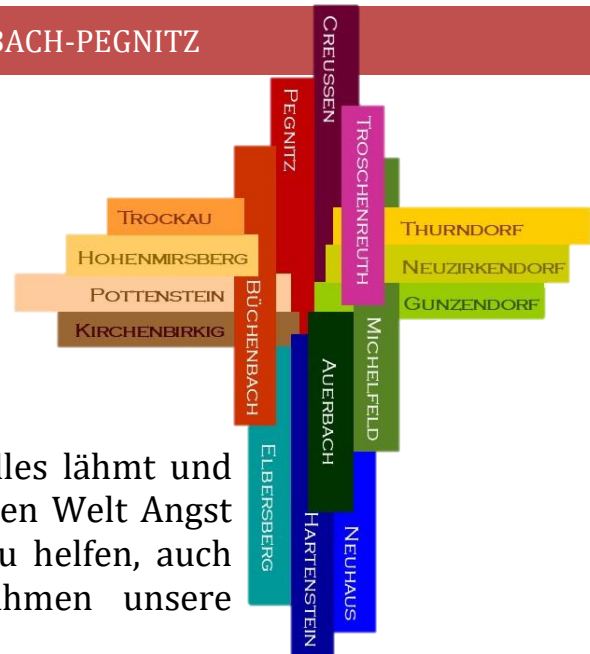 BACH-PEGNITZ
CREUSSEN
PEGNITZ
TROSCHENREUTH
TROCKAU
THURNDORF
HOHENMIRSBERG
NEUZIRKENDORF
POTTENSTEIN
GUNZENDORF
BÜCHENBACH
KIRCHENBIRKIG
MICHELFELD
AUERBACH
lles lähmt und
en Welt Angst
u helfen, auch
hmen unsere
ELBERSBERG
HARTENSTEIN
NEUHAUS